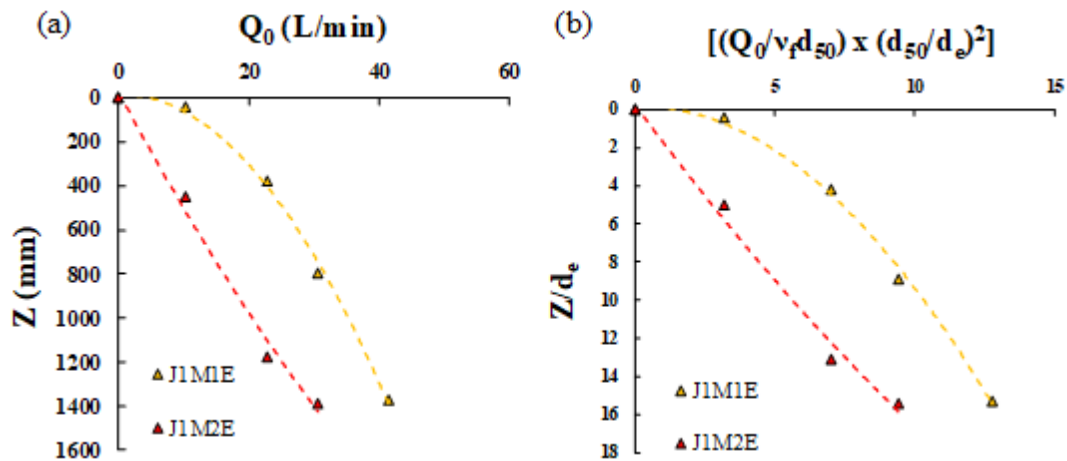 (a)
Q₀ (L/min)
0 20 40 60
0
200
400
600
800
1000
1200
1400
1600
Z (mm)
J1M1E
J1M2E
(b)
[(Q₀/νfd₅₀) x (d₅₀/dₑ)²]
0 5 10 15
0
2
4
6
8
10
12
14
16
18
Z/dₑ
J1M1E
J1M2E